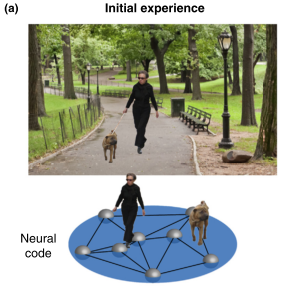 (a)
Initial experience
Neural
code